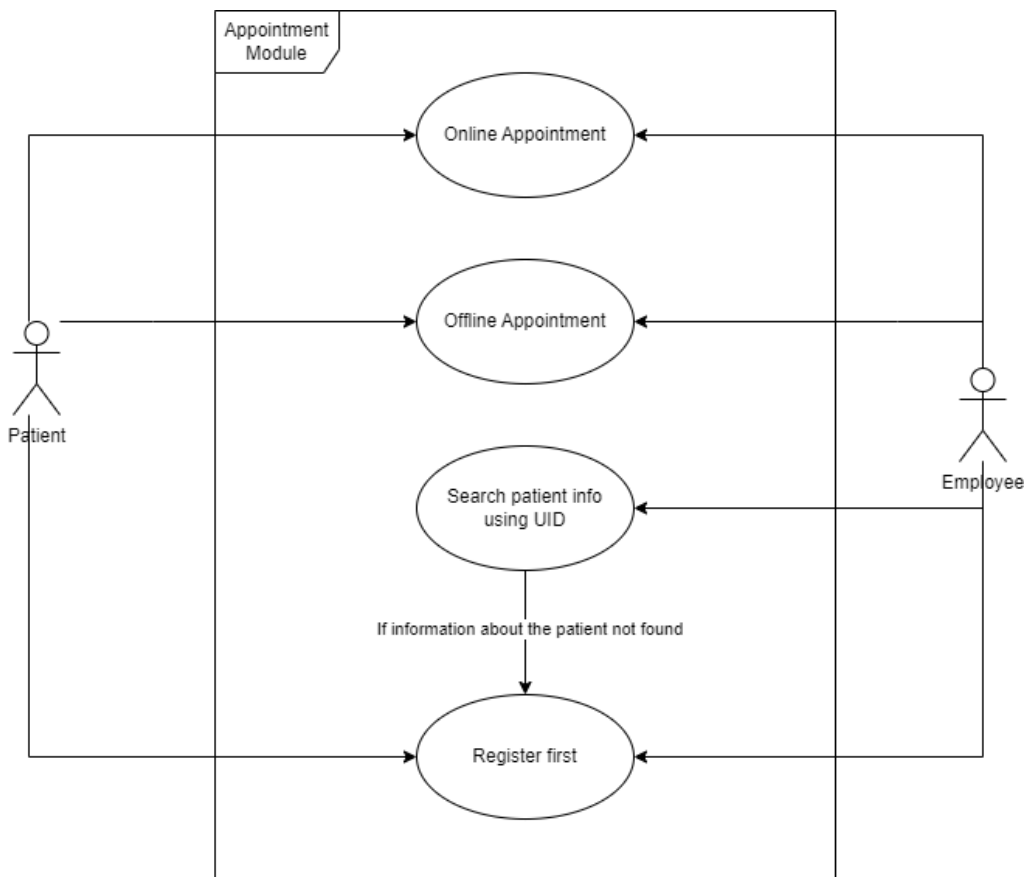 Appointment
Module
Online Appointment
Offline Appointment
Patient
Employee
Search patient info
using UID
If information about the patient not found
Register first